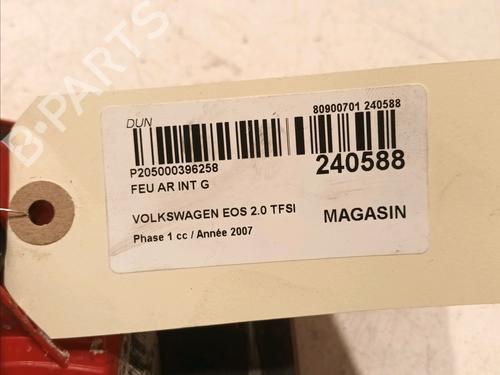 B-PARTS
DUN
80900701 240588
P205000396258
240588
FEU AR INT G
VOLKSWAGEN EOS 2.0 TFSI
MAGASIN
Phase 1 cc / Année 2007